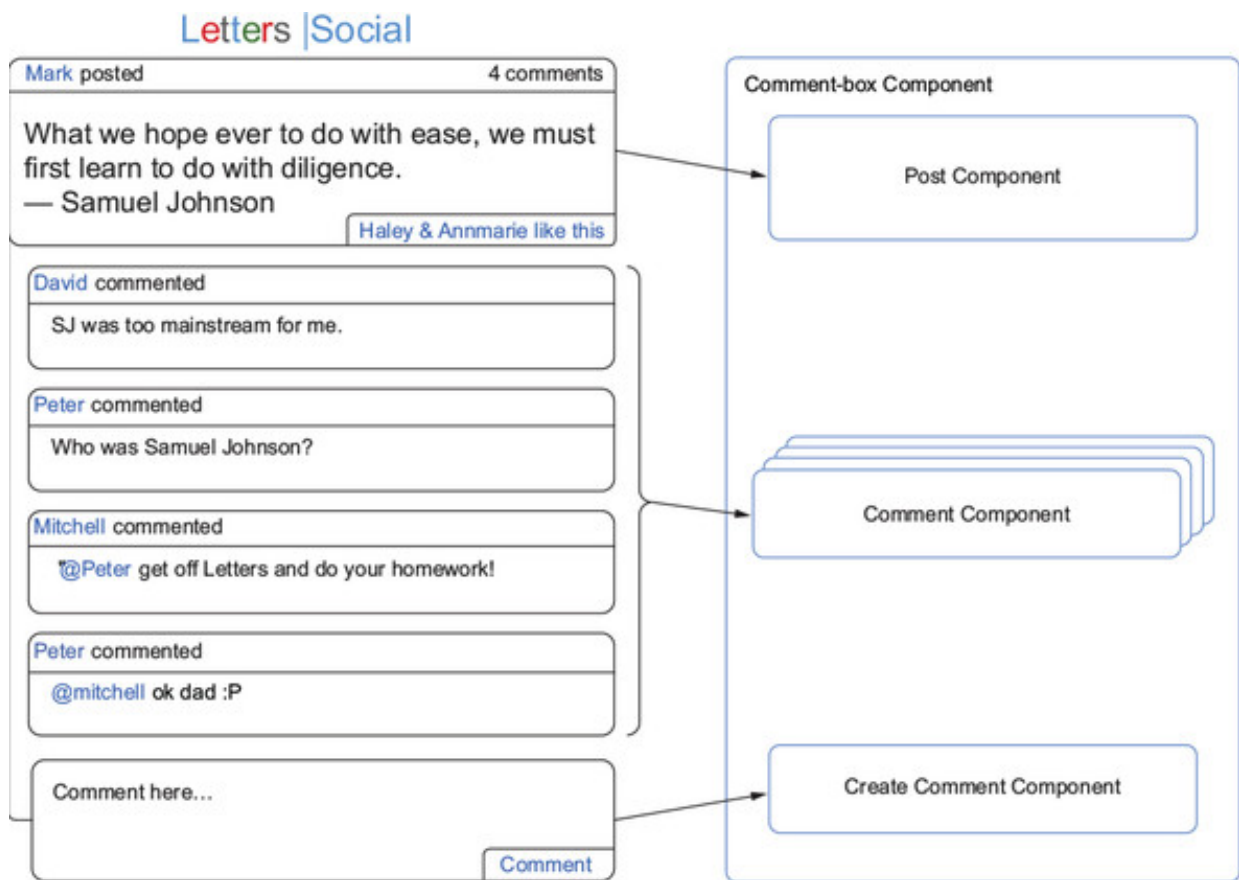 Letters |Social
Mark posted 4 comments
What we hope ever to do with ease, we must
first learn to do with diligence.
— Samuel Johnson
Haley & Annmarie like this
David commented
SJ was too mainstream for me.
Peter commented
Who was Samuel Johnson?
Mitchell commented
"@Peter get off Letters and do your homework!
Peter commented
@mitchell ok dad :P
Comment here...
Comment
Comment-box Component
Post Component
Comment Component
Create Comment Component